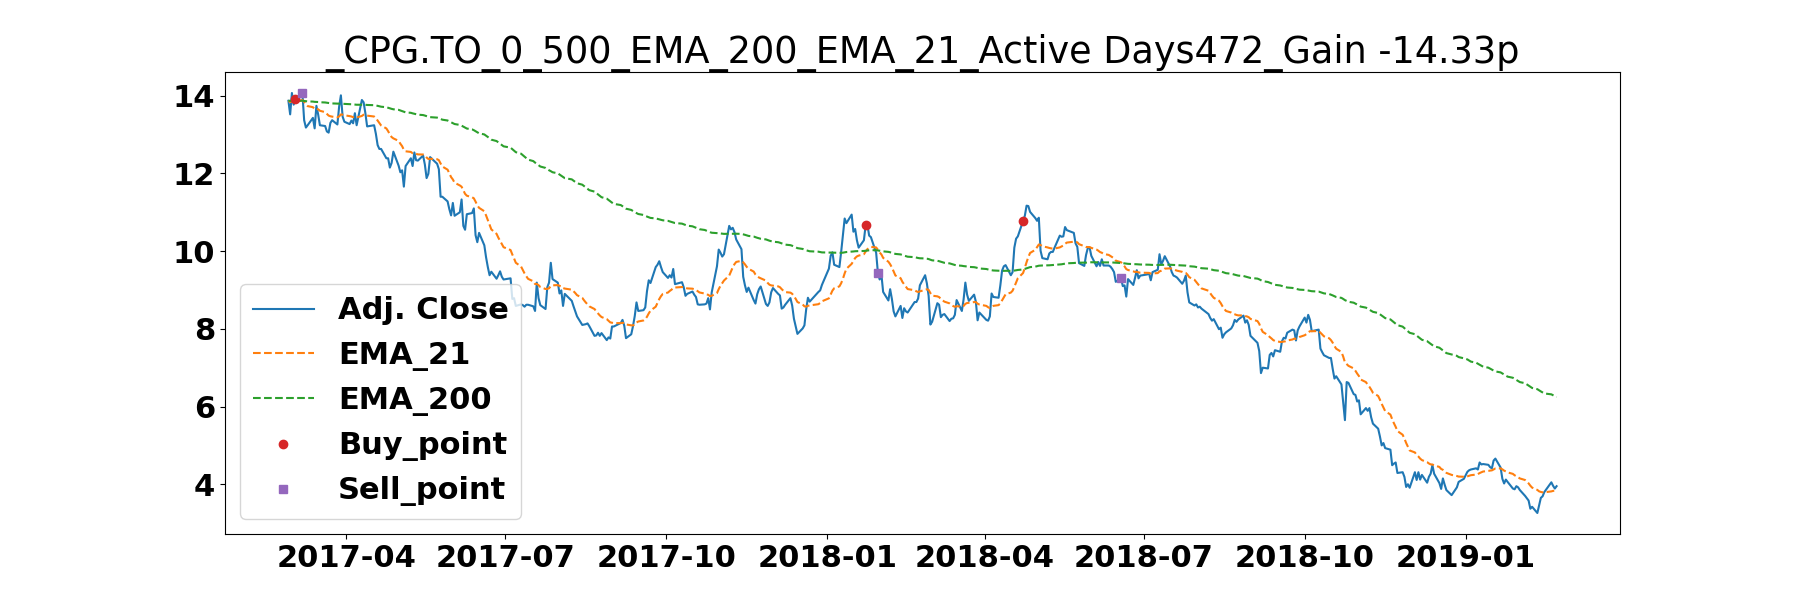 _CPG.TO_0_500_EMA_200_EMA_21_Active Days472_Gain -14.33p
14
12
10
8
6
4
Adj. Close
EMA_21
EMA_200
Buy_point
Sell_point
2017-04 2017-07 2017-10 2018-01 2018-04 2018-07 2018-10 2019-01